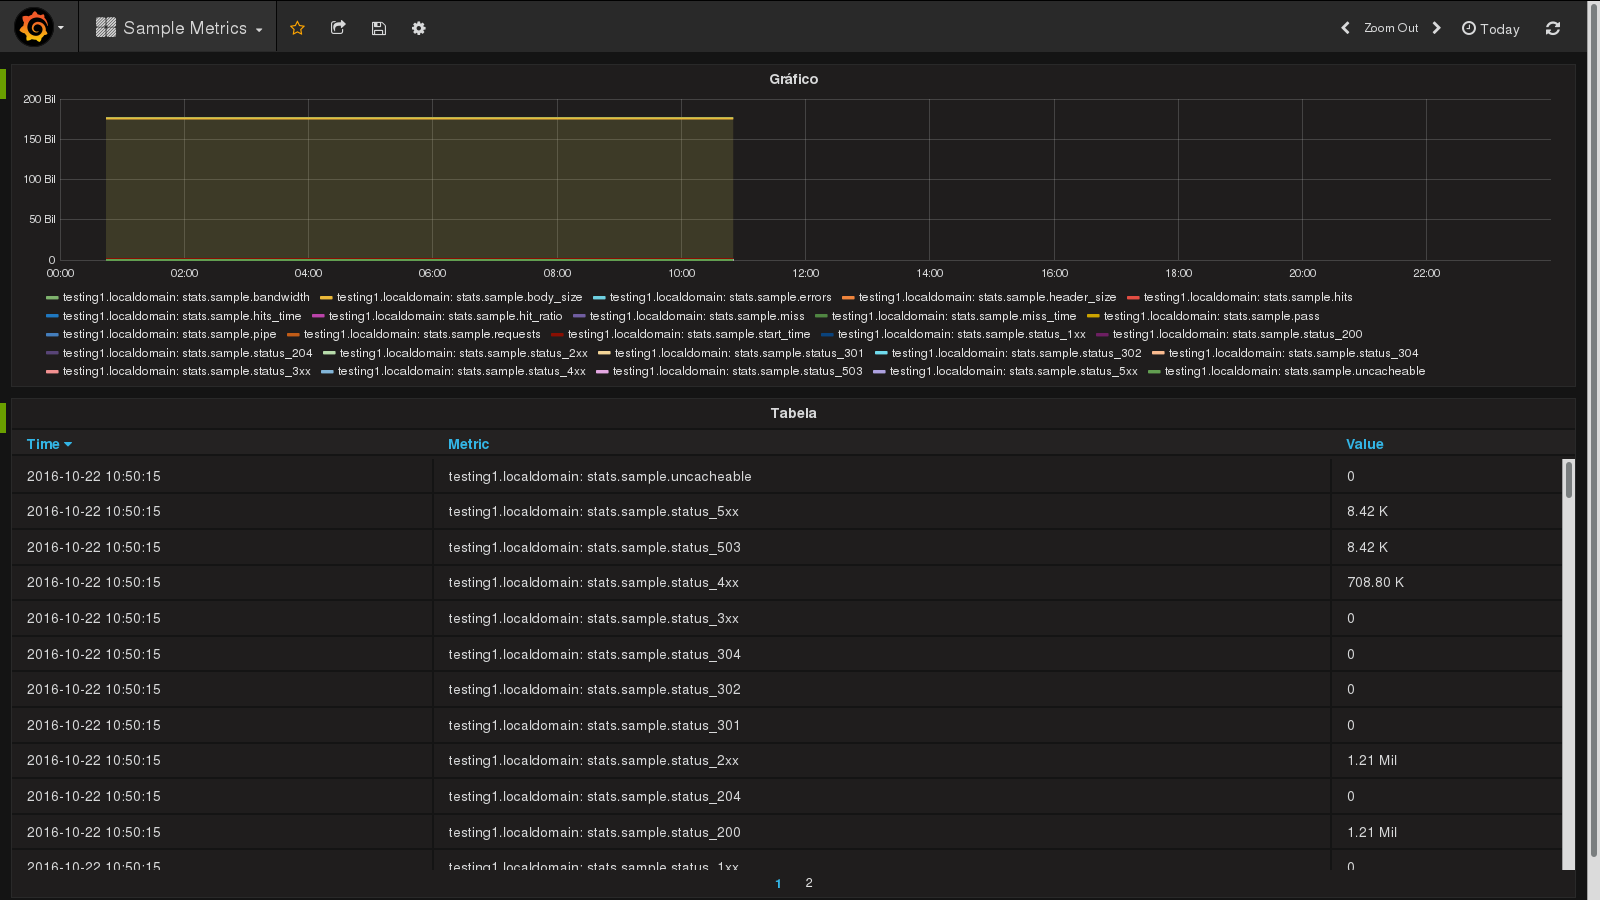 Sample Metrics
Zoom Out
Today
Gráfico
200 Bil
150 Bil
100 Bil
50 Bil
0
00:00 02:00 04:00 06:00 08:00 10:00 12:00 14:00 16:00 18:00 20:00 22:00
testing1.localdomain: stats.sample.bandwidth testing1.localdomain: stats.sample.body_size testing1.localdomain: stats.sample.errors testing1.localdomain: stats.sample.header_size testing1.localdomain: stats.sample.hits
testing1.localdomain: stats.sample.hits_time testing1.localdomain: stats.sample.hit_ratio testing1.localdomain: stats.sample.miss testing1.localdomain: stats.sample.miss_time testing1.localdomain: stats.sample.pass
testing1.localdomain: stats.sample.pipe testing1.localdomain: stats.sample.requests testing1.localdomain: stats.sample.start_time testing1.localdomain: stats.sample.status_1xx testing1.localdomain: stats.sample.status_200
testing1.localdomain: stats.sample.status_204 testing1.localdomain: stats.sample.status_2xx testing1.localdomain: stats.sample.status_301 testing1.localdomain: stats.sample.status_302 testing1.localdomain: stats.sample.status_304
testing1.localdomain: stats.sample.status_3xx testing1.localdomain: stats.sample.status_4xx testing1.localdomain: stats.sample.status_503 testing1.localdomain: stats.sample.status_5xx testing1.localdomain: stats.sample.uncacheable
Tabela
Time Metric Value
2016-10-22 10:50:15 testing1.localdomain: stats.sample.uncacheable 0
2016-10-22 10:50:15 testing1.localdomain: stats.sample.status_5xx 8.42 K
2016-10-22 10:50:15 testing1.localdomain: stats.sample.status_503 8.42 K
2016-10-22 10:50:15 testing1.localdomain: stats.sample.status_4xx 708.80 K
2016-10-22 10:50:15 testing1.localdomain: stats.sample.status_3xx 0
2016-10-22 10:50:15 testing1.localdomain: stats.sample.status_304 0
2016-10-22 10:50:15 testing1.localdomain: stats.sample.status_302 0
2016-10-22 10:50:15 testing1.localdomain: stats.sample.status_301 0
2016-10-22 10:50:15 testing1.localdomain: stats.sample.status_2xx 1.21 Mil
2016-10-22 10:50:15 testing1.localdomain: stats.sample.status_204 0
2016-10-22 10:50:15 testing1.localdomain: stats.sample.status_200 1.21 Mil
2016-10-22 10:50:15 testing1.localdomain: stats.sample.status_1xx 0
1 2